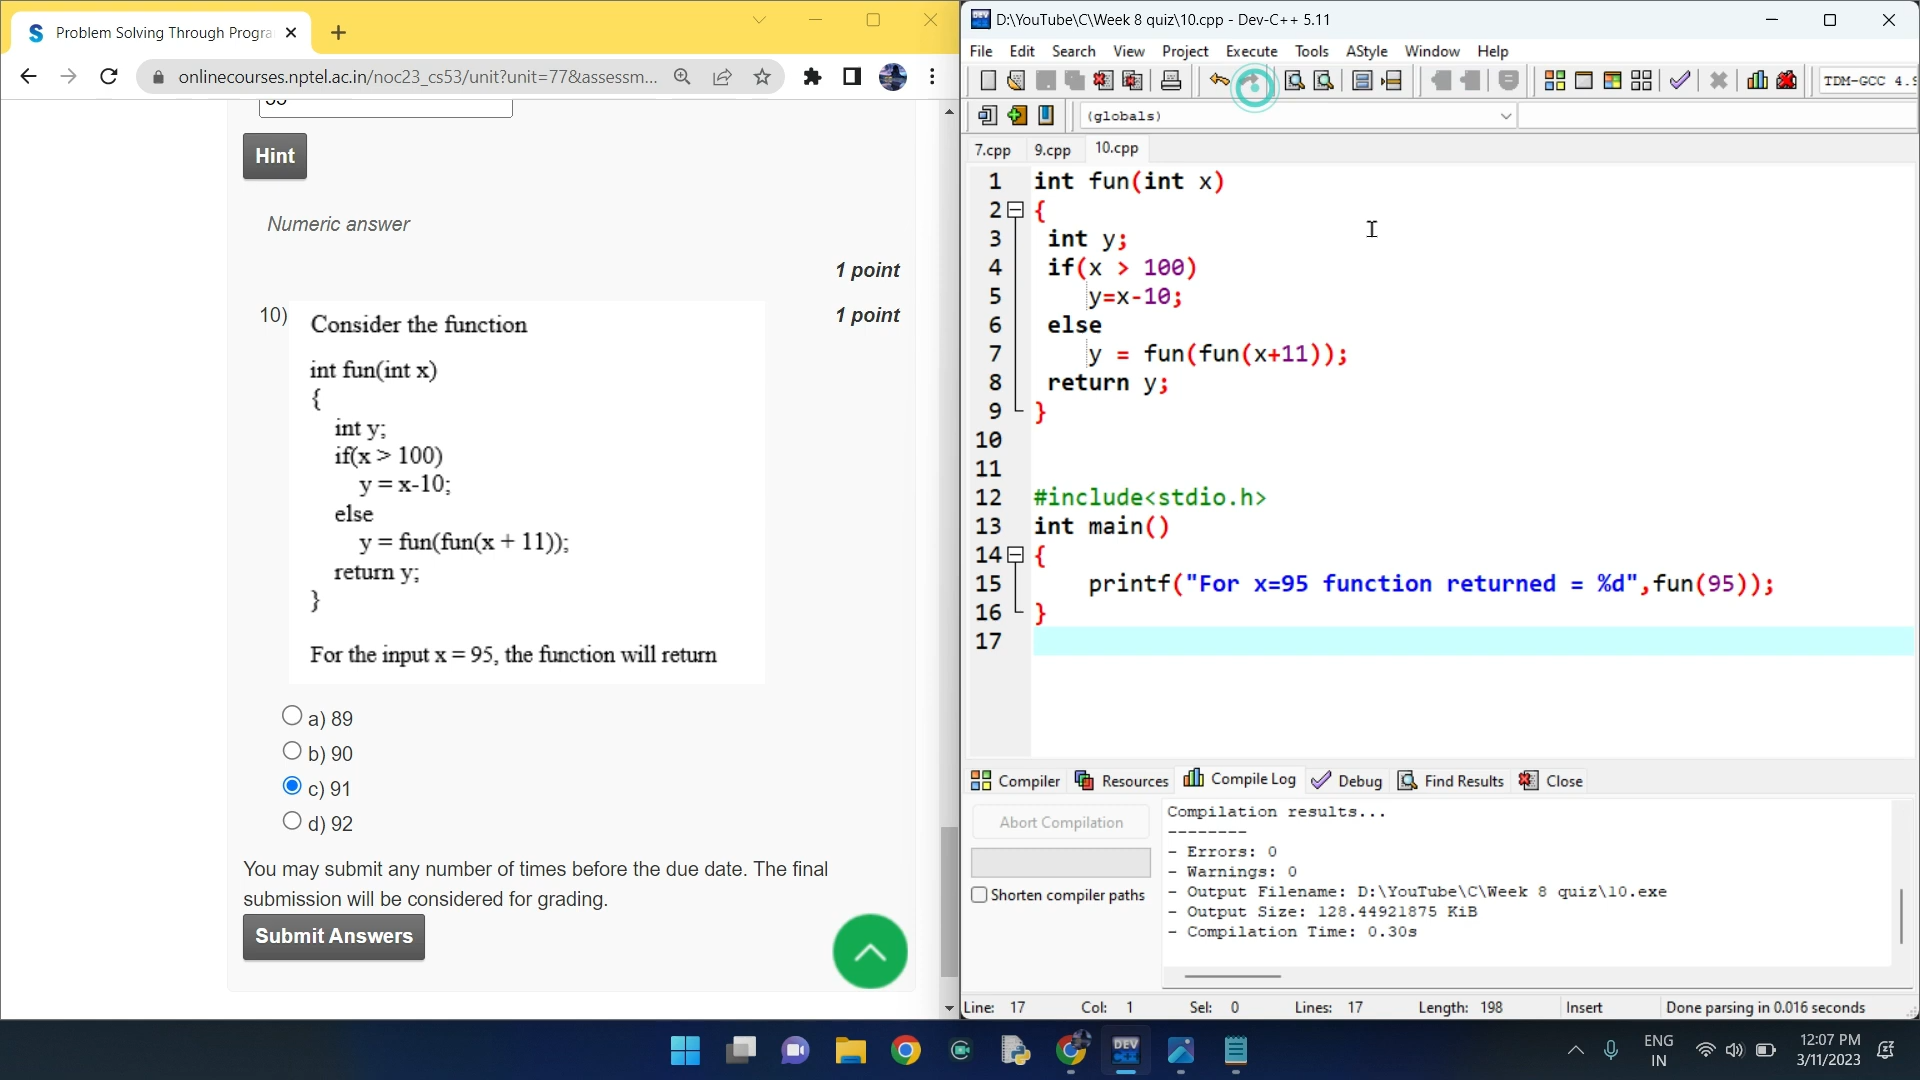 Problem Solving Through Progra
onlinecourses.nptel.ac.in/noc23_cs53/unit?unit=77&assessm...
Hint
Numeric answer
1 point
10)
1 point
Consider the function
int fun(int x)
{
int y;
if(x > 100)
y = x-10;
else
y = fun(fun(x + 11));
return y;
}
For the input x = 95, the function will return
a) 89
b) 90
c) 91
d) 92
You may submit any number of times before the due date. The final
submission will be considered for grading.
Submit Answers
D:\YouTube\C\Week 8 quiz\10.cpp - Dev-C++ 5.11
File Edit Search View Project Execute Tools AStyle Window Help
TDM-GCC 4.9
(globals)
7.cpp 9.cpp 10.cpp
1 int fun(int x)
2 {
3 int y;
4 if(x > 100)
5 y=x-10;
6 else
7 y = fun(fun(x+11));
8 return y;
9 }
10
11
12 #include<stdio.h>
13 int main()
14 {
15 printf("For x=95 function returned = %d",fun(95));
16 }
17
Compiler Resources Compile Log Debug Find Results Close
Abort Compilation
Shorten compiler paths
Compilation results...
--------
- Errors: 0
- Warnings: 0
- Output Filename: D:\YouTube\C\Week 8 quiz\10.exe
- Output Size: 128.44921875 KiB
- Compilation Time: 0.30s
Line: 17 Col: 1 Sel: 0 Lines: 17 Length: 198 Insert Done parsing in 0.016 seconds
DEV
ENG
IN
12:07 PM
3/11/2023